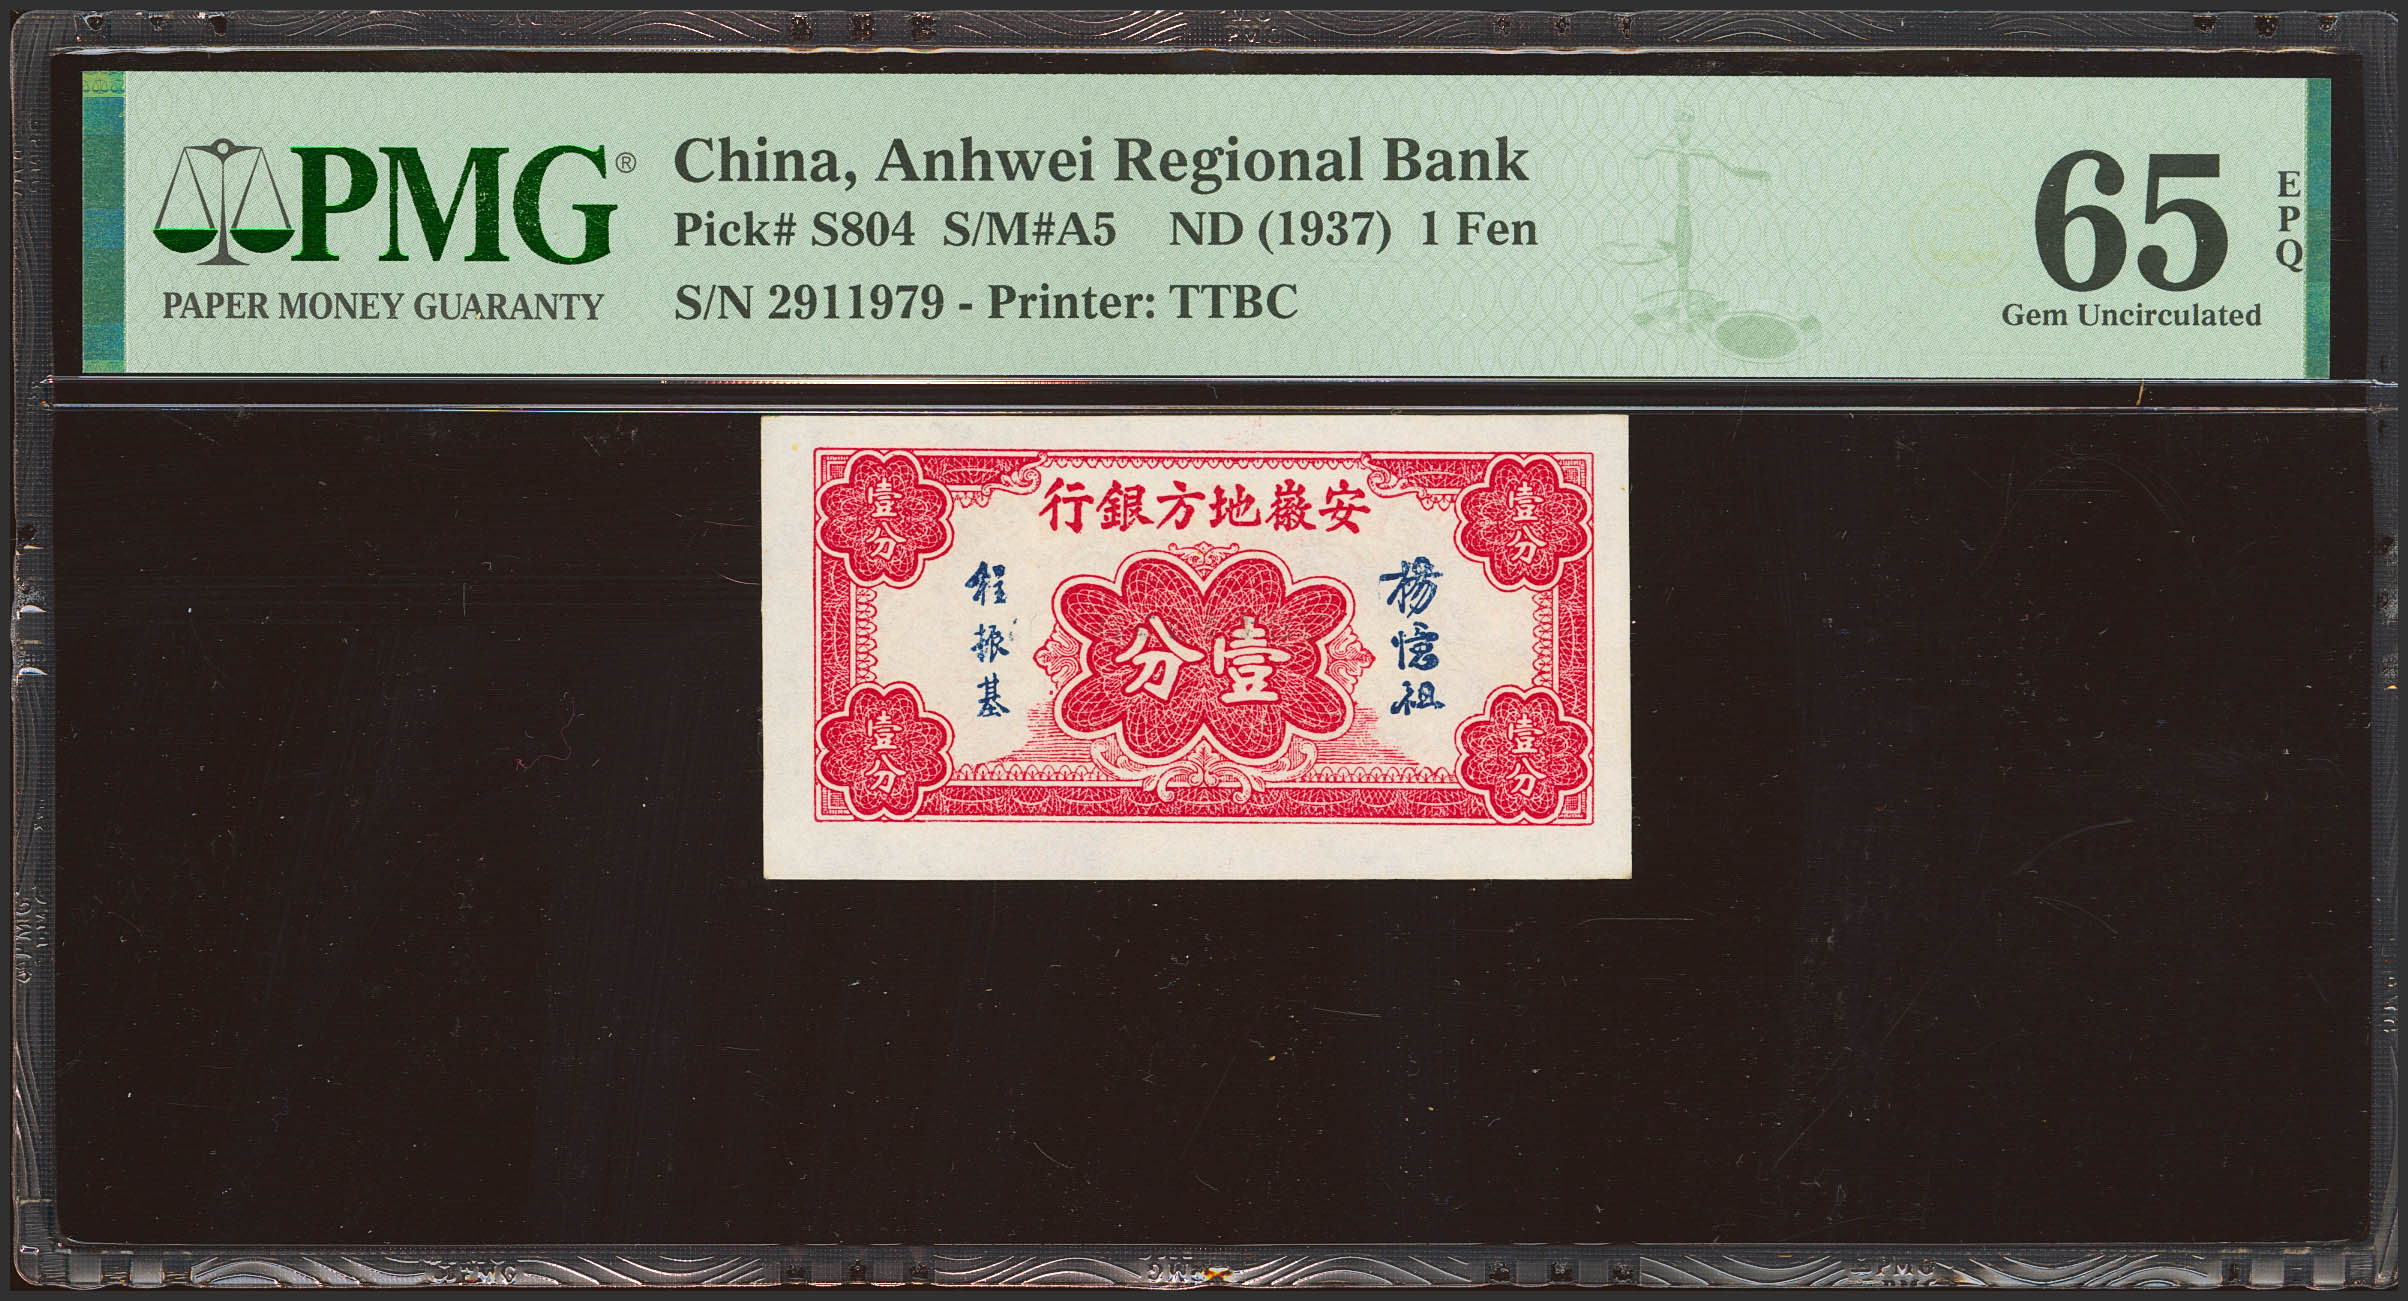 PMG®
PAPER MONEY GUARANTY
China, Anhwei Regional Bank
Pick# S804 S/M#A5 ND (1937) 1 Fen
S/N 2911979 - Printer: TTBC
65
EPQ
Gem Uncirculated
安徽地方銀行
壹分
壹分
楊憶祖
程振基
壹分
壹分
壹分